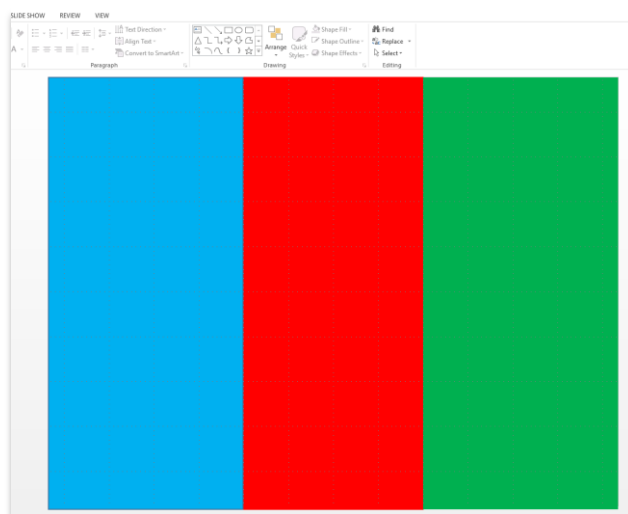 SLIDE SHOW REVIEW VIEW
Text Direction
Align Text
Convert to SmartArt
Paragraph
Arrange
Quick Styles
Shape Fill
Shape Outline
Shape Effects
Drawing
Find
Replace
Select
Editing